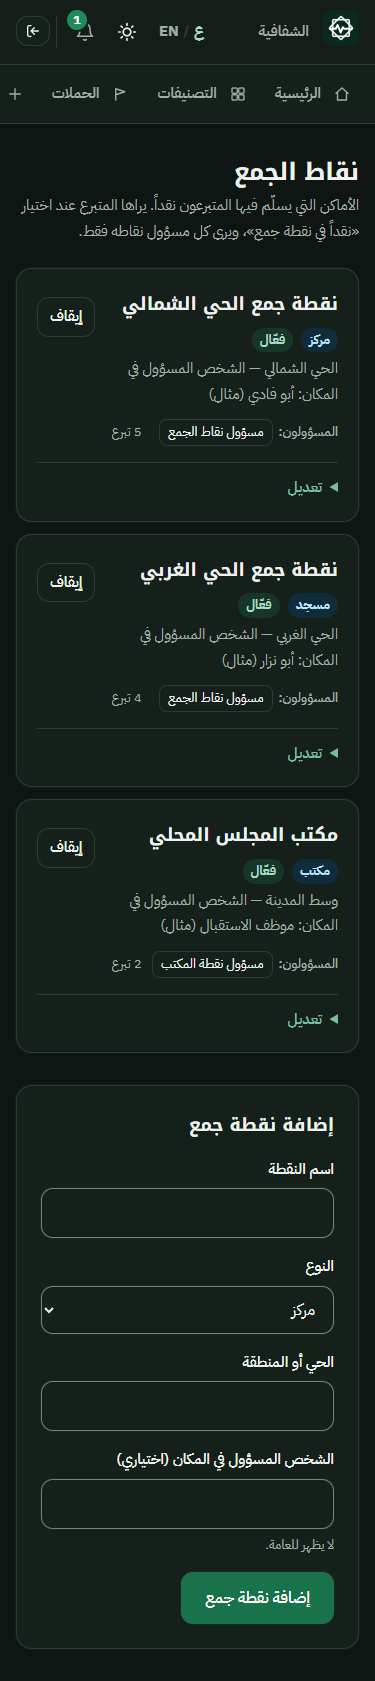 الشفافية
ع / EN
1
الرئيسية
التصنيفات
الحملات
نقاط الجمع
الأماكن التي يسلّم فيها المتبرعون نقداً. يراها المتبرع عند اختيار
«نقداً في نقطة جمع»، ويرى كل مسؤول نقاطه فقط.
نقطة جمع الحي الشمالي
إيقاف
مركز
فعّال
الحي الشمالي — الشخص المسؤول في
المكان: أبو فادي (مثال)
المسؤولون: مسؤول نقاط الجمع 5 تبرع
تعديل
نقطة جمع الحي الغربي
إيقاف
مسجد
فعّال
الحي الغربي — الشخص المسؤول في
المكان: أبو نزار (مثال)
المسؤولون: مسؤول نقاط الجمع 4 تبرع
تعديل
مكتب المجلس المحلي
إيقاف
مكتب
فعّال
وسط المدينة — الشخص المسؤول في
المكان: موظف الاستقبال (مثال)
المسؤولون: مسؤول نقطة المكتب 2 تبرع
تعديل
إضافة نقطة جمع
اسم النقطة
النوع
مركز
الحي أو المنطقة
الشخص المسؤول في المكان (اختياري)
لا يظهر للعامة.
إضافة نقطة جمع